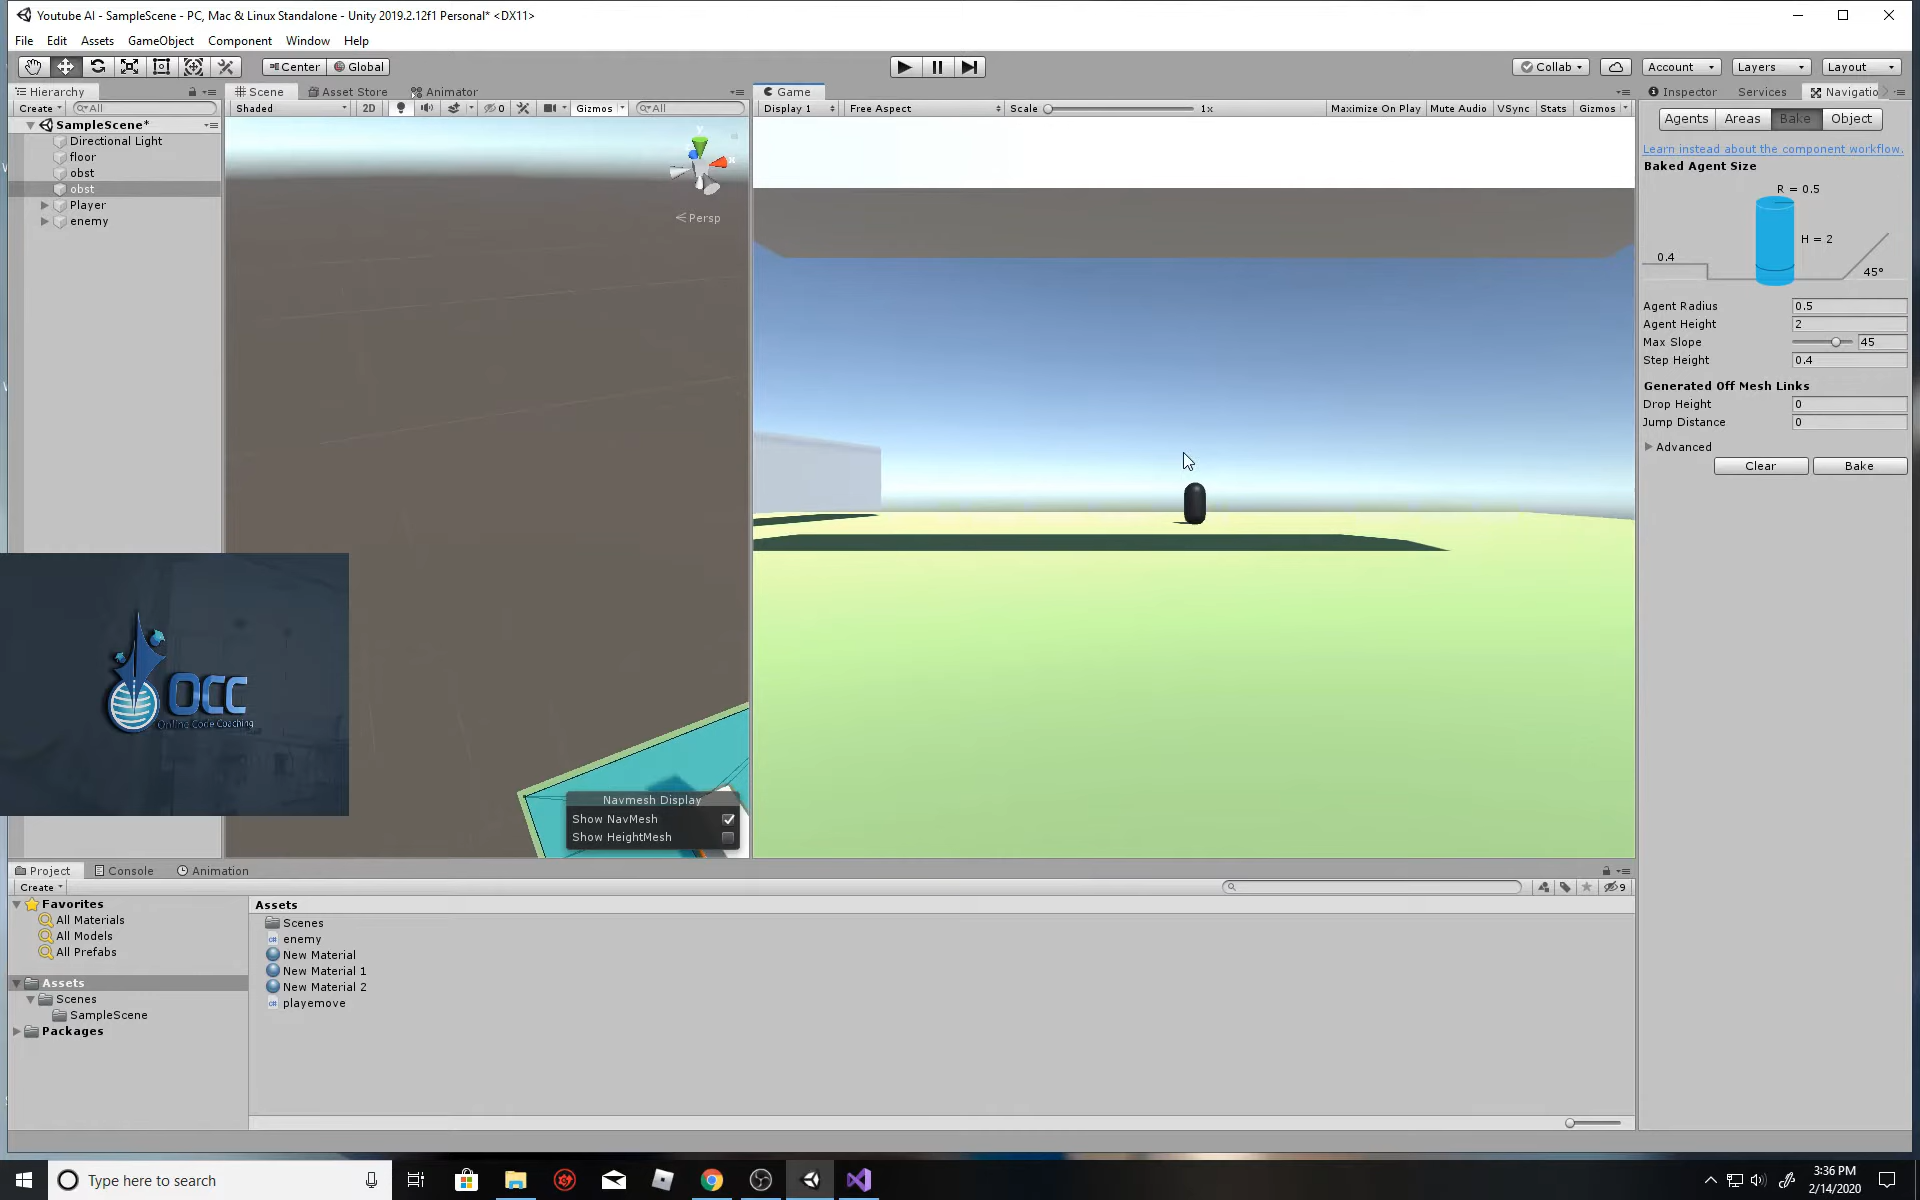 Youtube AI - SampleScene - PC, Mac & Linux Standalone - Unity 2019.2.12f1 Personal* <DX11>
File Edit Assets GameObject Component Window Help
Center Global Collab Account Layers Layout
Hierarchy
Create All
SampleScene*
Directional Light
floor
obst
obst
Player
enemy
Scene Asset Store Animator
Shaded 2D 0 Gizmos All
y
x
Persp
Navmesh Display
Show NavMesh
Show HeightMesh
Game
Display 1 Free Aspect Scale 1x Maximize On Play Mute Audio VSync Stats Gizmos
Inspector Services Navigatio
Agents Areas Bake Object
Learn instead about the component workflow.
Baked Agent Size
R = 0.5
H = 2
0.4
45°
Agent Radius 0.5
Agent Height 2
Max Slope 45
Step Height 0.4
Generated Off Mesh Links
Drop Height 0
Jump Distance 0
Advanced
Clear Bake
OCC
Online Code Coaching
Project Console Animation
Create 9
Favorites
All Materials
All Models
All Prefabs
Assets
Scenes
SampleScene
Packages
Assets
Scenes
enemy
New Material
New Material 1
New Material 2
playemove
Type here to search
3:36 PM
2/14/2020